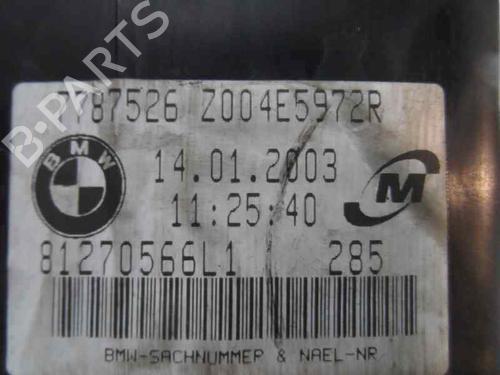 7787526 Z004E5972R
BMW
14.01.2003
11:25:40
M
81270566L1 285
BMW-SACHNUMMER & NAEL-NR
B-PARTS